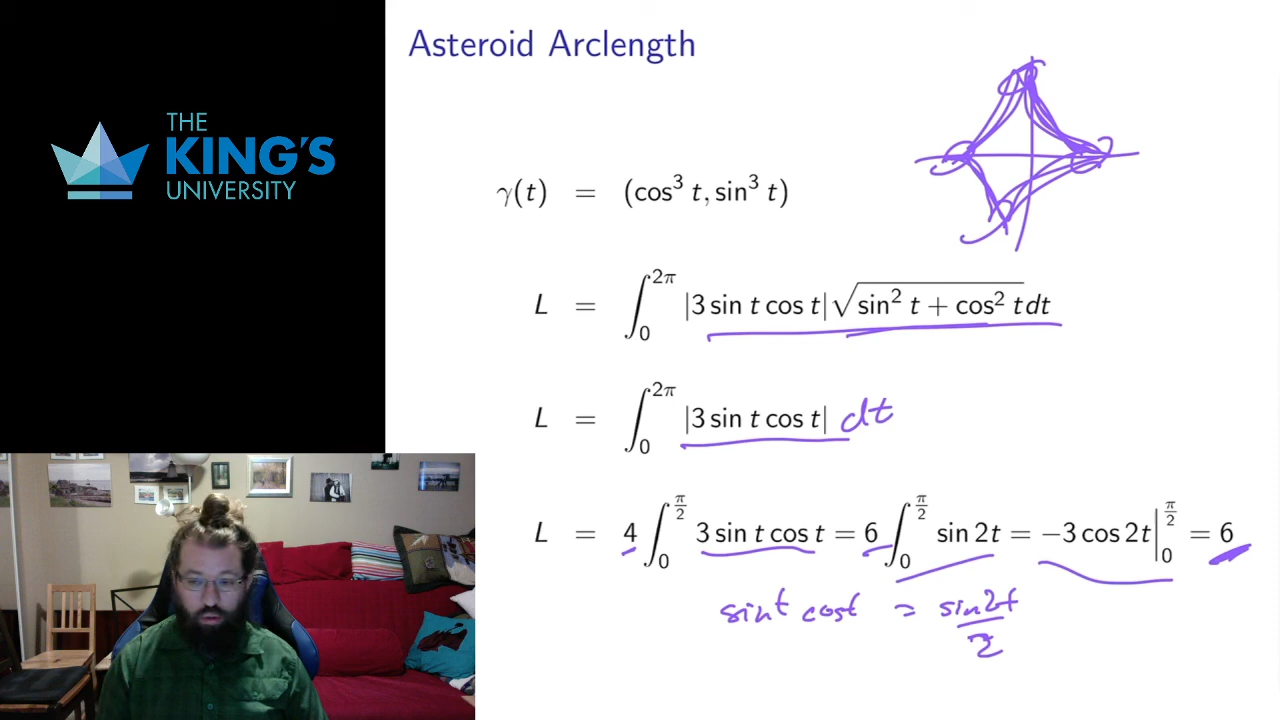 THE
KING'S
UNIVERSITY
Asteroid Arclength
γ(t) = (cos³ t, sin³ t)
L = ∫₀^{2π} |3 sin t cos t|√(sin² t + cos² t) dt
L = ∫₀^{2π} |3 sin t cos t| dt
L = 4 ∫₀^{π/2} 3 sin t cos t = 6 ∫₀^{π/2} sin 2t = −3 cos 2t|₀^{π/2} = 6
sin t cos t = sin 2t / 2